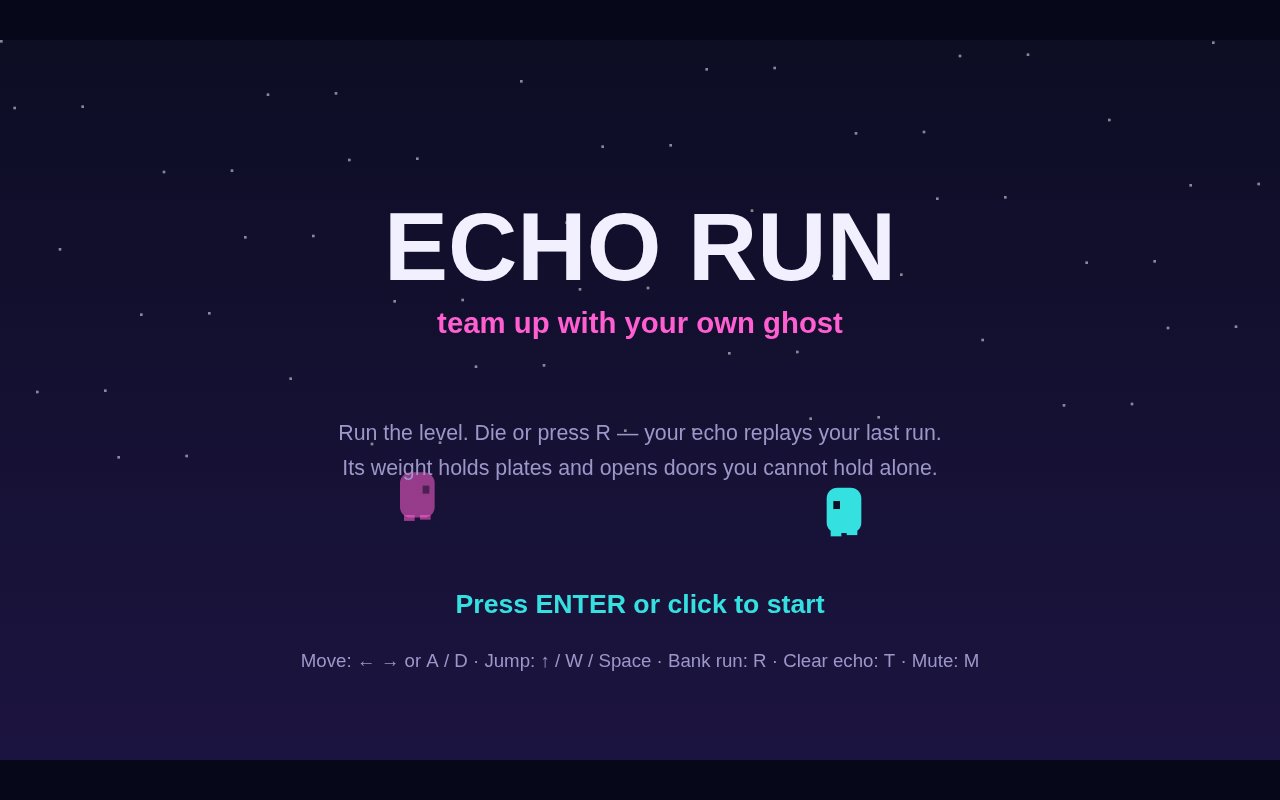 ECHO RUN
team up with your own ghost
Run the level. Die or press R — your echo replays your last run.
Its weight holds plates and opens doors you cannot hold alone.
Press ENTER or click to start
Move: ← → or A / D · Jump: ↑ / W / Space · Bank run: R · Clear echo: T · Mute: M